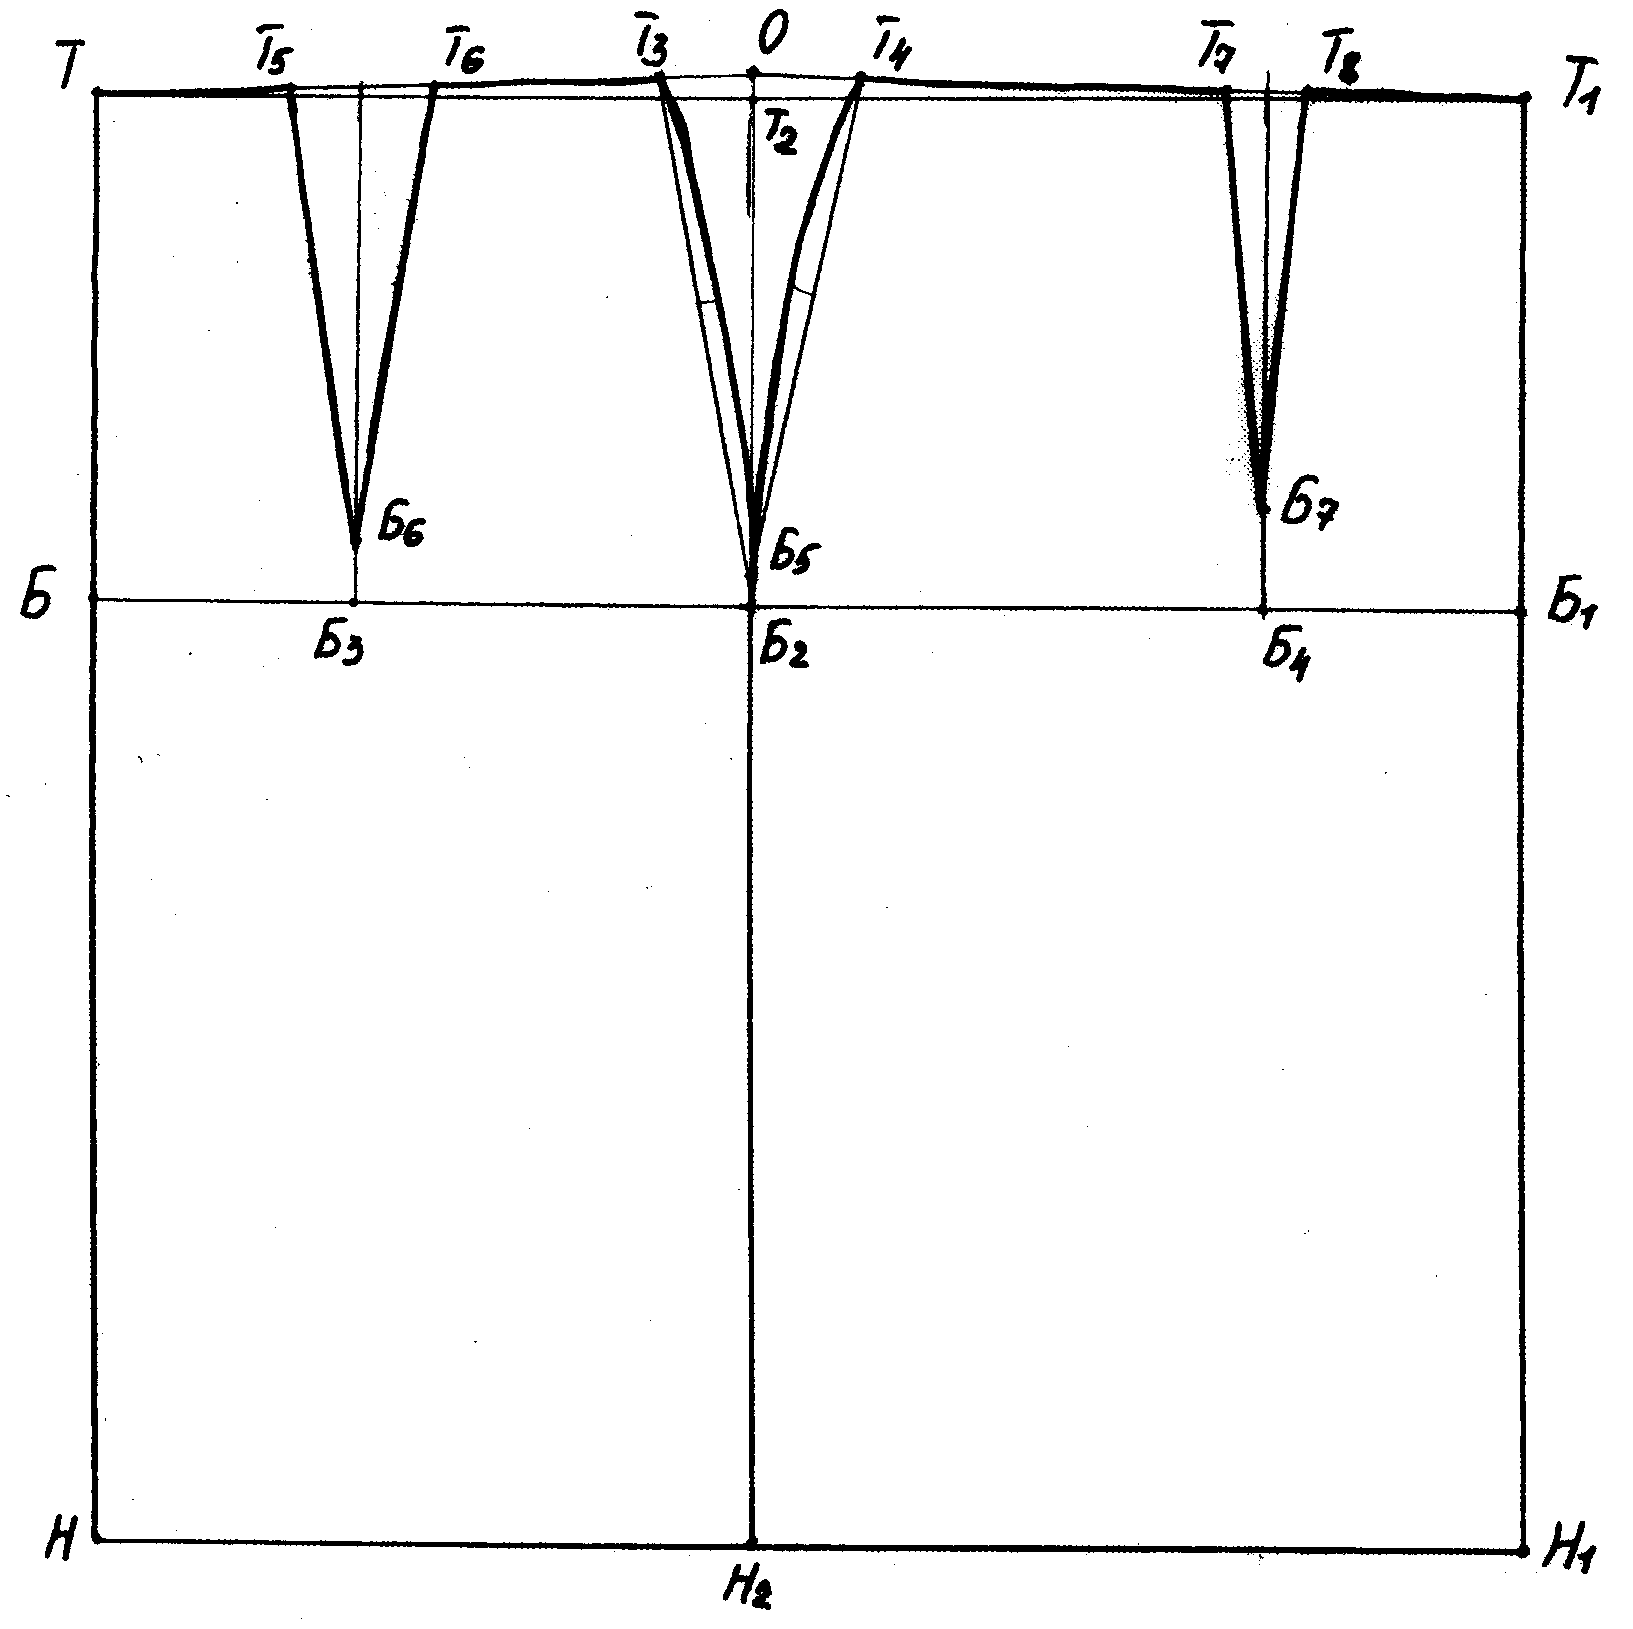 Т Т5 Т6 Т3 О Т4 Т7 Т8 Т1
Т2
Б6 Б5 Б7
Б Б1
Б3 Б2 Б4
Н Н1
Н2